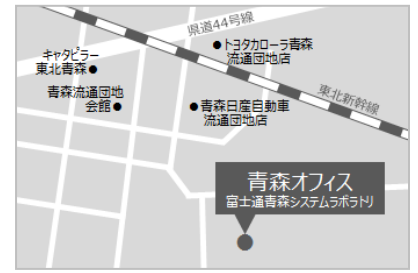 県道44号線
●トヨタカローラ青森
流通団地店
キャタピラー
東北青森●
東北新幹線
青森流通団地
会館●
●青森日産自動車
流通団地店
青森オフィス
富士通青森システムラボラトリ